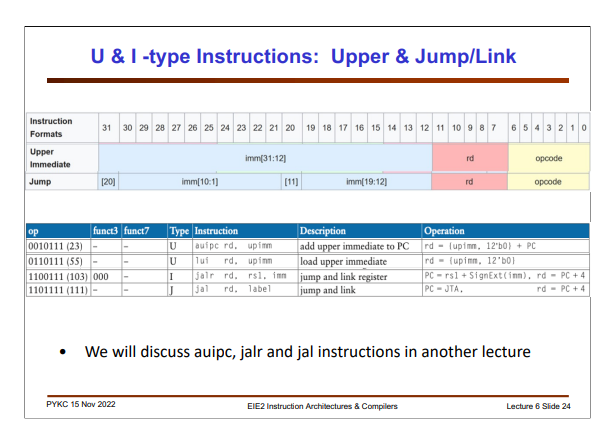 U & I -type Instructions: Upper & Jump/Link
Instruction Formats 31 30 29 28 27 26 25 24 23 22 21 20 19 18 17 16 15 14 13 12 11 10 9 8 7 6 5 4 3 2 1 0
Upper Immediate imm[31:12] rd opcode
Jump [20] imm[10:1] [11] imm[19:12] rd opcode
op funct3 funct7 Type Instruction Description Operation
0010111 (23) – – U auipc rd, upimm add upper immediate to PC rd = {upimm, 12'b0} + PC
0110111 (55) – – U lui rd, upimm load upper immediate rd = {upimm, 12'b0}
1100111 (103) 000 – I jalr rd, rs1, imm jump and link register PC = rs1 + SignExt(imm), rd = PC + 4
1101111 (111) – – J jal rd, label jump and link PC = JTA, rd = PC + 4
• We will discuss auipc, jalr and jal instructions in another lecture
PYKC 15 Nov 2022 EIE2 Instruction Architectures & Compilers Lecture 6 Slide 24